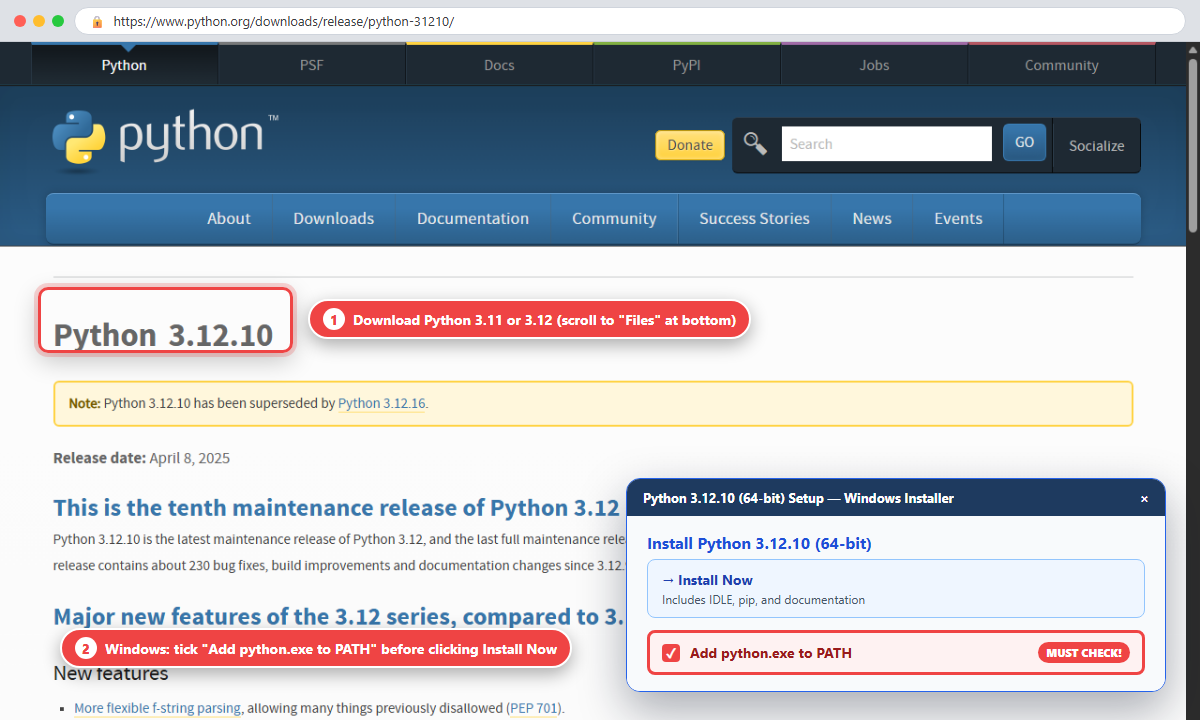 https://www.python.org/downloads/release/python-31210/
Python PSF Docs PyPI Jobs Community
python™
Donate Search GO Socialize
About Downloads Documentation Community Success Stories News Events
Python 3.12.10
1 Download Python 3.11 or 3.12 (scroll to "Files" at bottom)
Note: Python 3.12.10 has been superseded by Python 3.12.16.
Release date: April 8, 2025
This is the tenth maintenance release of Python 3.12
Python 3.12.10 is the latest maintenance release of Python 3.12, and the last full maintenance
release contains about 230 bug fixes, build improvements and documentation changes since 3.12.
Major new features of the 3.12 series, compared to 3.
2 Windows: tick "Add python.exe to PATH" before clicking Install Now
New features
More flexible f-string parsing, allowing many things previously disallowed (PEP 701).
Python 3.12.10 (64-bit) Setup — Windows Installer ×
Install Python 3.12.10 (64-bit)
→ Install Now
Includes IDLE, pip, and documentation
✓ Add python.exe to PATH MUST CHECK!